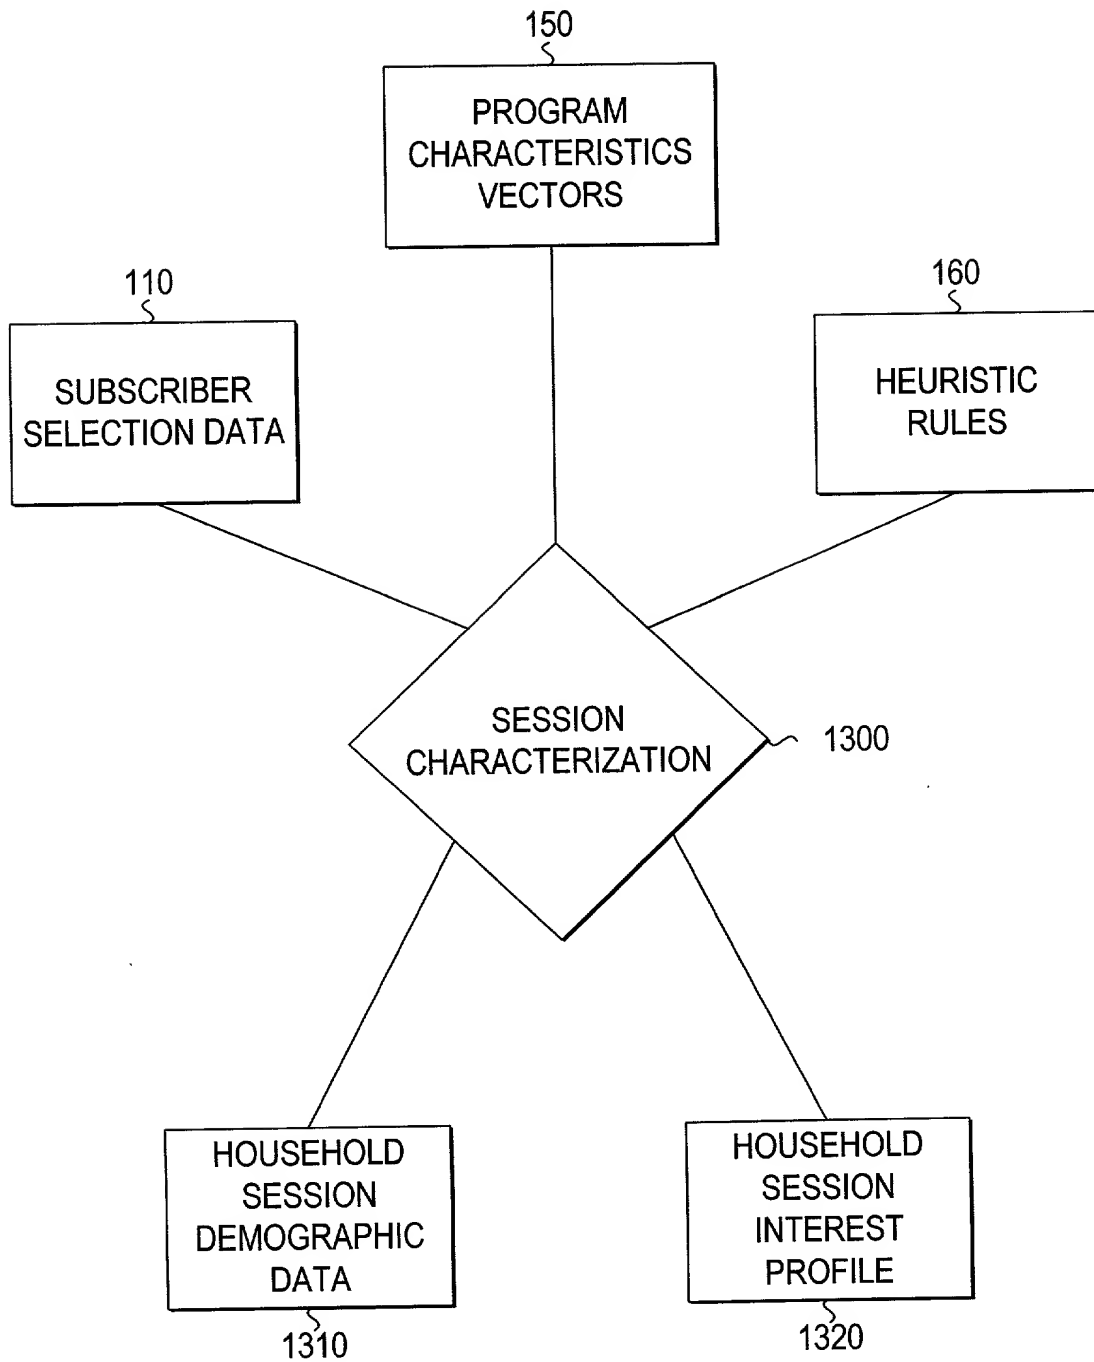 150
PROGRAM
CHARACTERISTICS
VECTORS
110
SUBSCRIBER
SELECTION DATA
160
HEURISTIC
RULES
SESSION
CHARACTERIZATION
1300
HOUSEHOLD
SESSION
DEMOGRAPHIC
DATA
1310
HOUSEHOLD
SESSION
INTEREST
PROFILE
1320